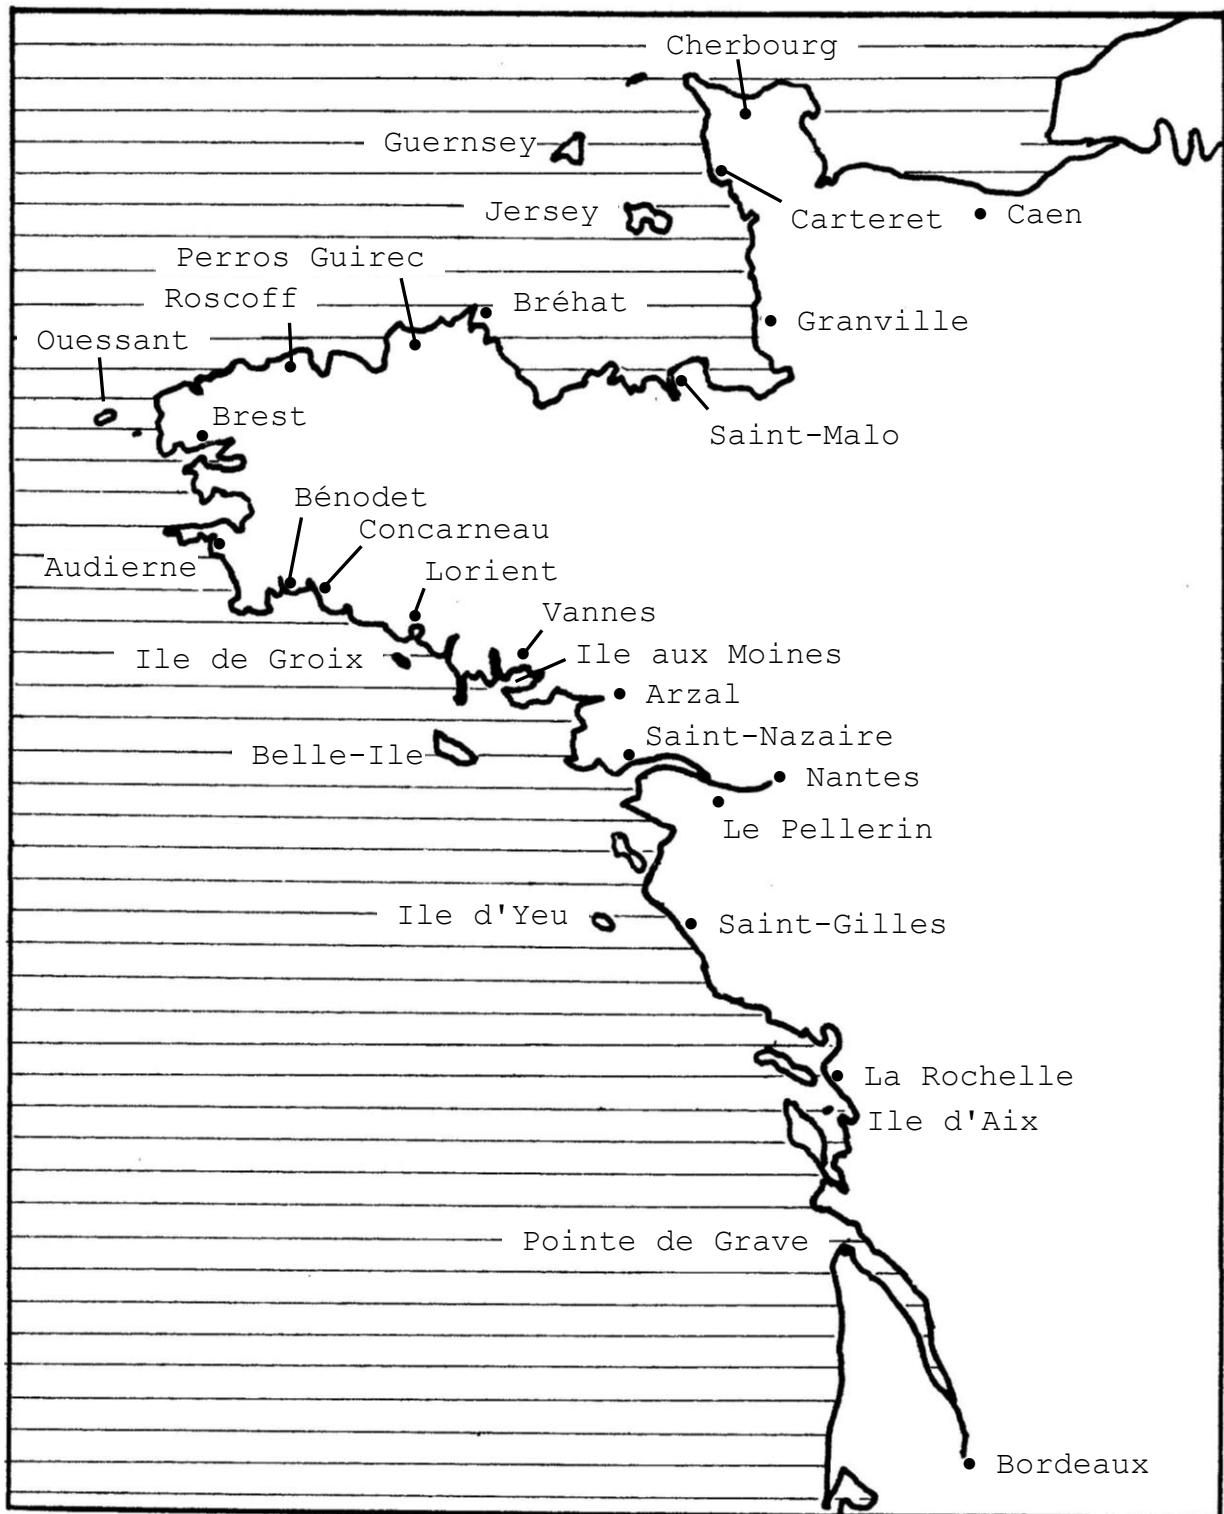 Cherbourg
Guernsey
Jersey
Carteret
Caen
Perros Guirec
Roscoff
Bréhat
Granville
Ouessant
Brest
Saint-Malo
Bénodet
Concarneau
Audierne
Lorient
Vannes
Ile de Groix
Ile aux Moines
Arzal
Saint-Nazaire
Belle-Ile
Nantes
Le Pellerin
Ile d'Yeu
Saint-Gilles
La Rochelle
Ile d'Aix
Pointe de Grave
Bordeaux